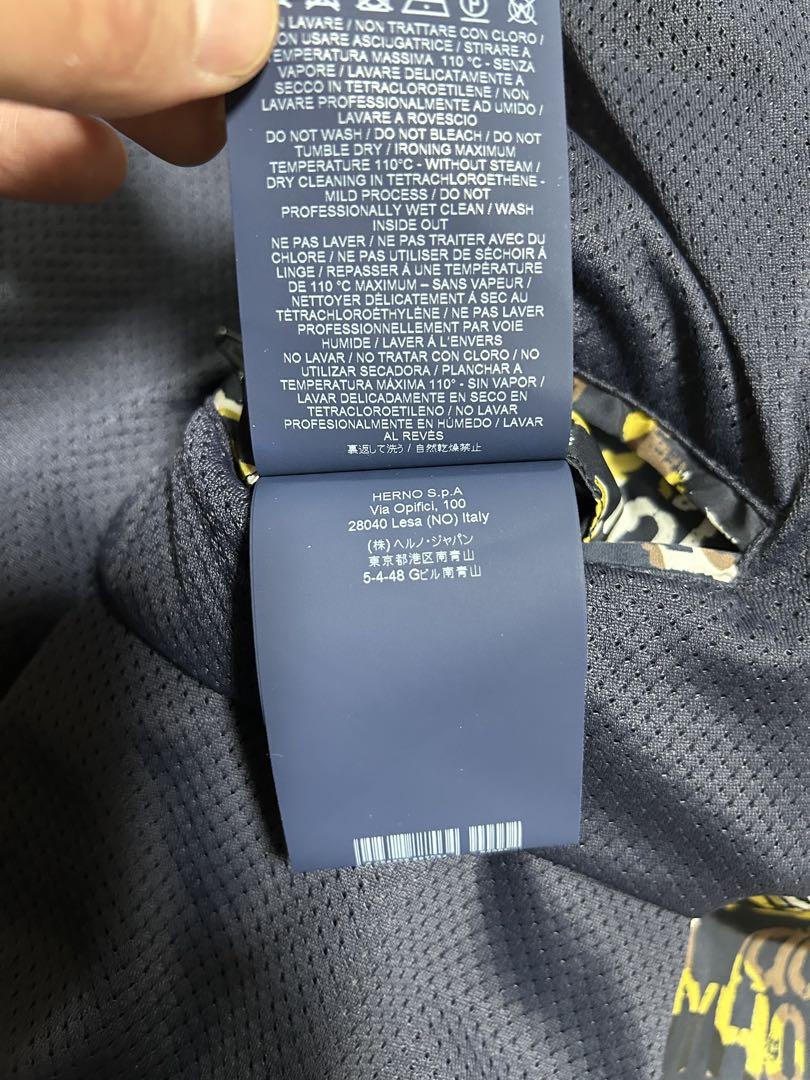 LAVARE / NON TRATTARE CON CLORO /
NON USARE ASCIUGATRICE / STIRARE A
TEMPERATURA MASSIMA 110 °C - SENZA
VAPORE / LAVARE DELICATAMENTE A
SECCO IN TETRACLOROETILENE / NON
LAVARE PROFESSIONALMENTE AD UMIDO /
LAVARE A ROVESCIO
DO NOT WASH / DO NOT BLEACH / DO NOT
TUMBLE DRY / IRONING MAXIMUM
TEMPERATURE 110°C - WITHOUT STEAM /
DRY CLEANING IN TETRACHLOROETHENE -
MILD PROCESS / DO NOT
PROFESSIONALLY WET CLEAN / WASH
INSIDE OUT
NE PAS LAVER / NE PAS TRAITER AVEC DU
CHLORE / NE PAS UTILISER DE SÉCHOIR À
LINGE / REPASSER À UNE TEMPÉRATURE
DE 110 °C MAXIMUM – SANS VAPEUR /
NETTOYER DÉLICATEMENT À SEC AU
TÉTRACHLOROÉTHYLÈNE / NE PAS LAVER
PROFESSIONNELLEMENT PAR VOIE
HUMIDE / LAVER À L'ENVERS
NO LAVAR / NO TRATAR CON CLORO / NO
UTILIZAR SECADORA / PLANCHAR A
TEMPERATURA MÁXIMA 110° - SIN VAPOR /
LAVAR DELICADAMENTE EN SECO EN
TETRACLOROETILENO / NO LAVAR
PROFESIONALMENTE EN HÚMEDO / LAVAR
AL REVÉS
裏返して洗う / 自然乾燥禁止
HERNO S.p.A
Via Opifici, 100
28040 Lesa (NO) Italy
(株) ヘルノ・ジャパン
東京都港区南青山
5-4-48 Gビル南青山